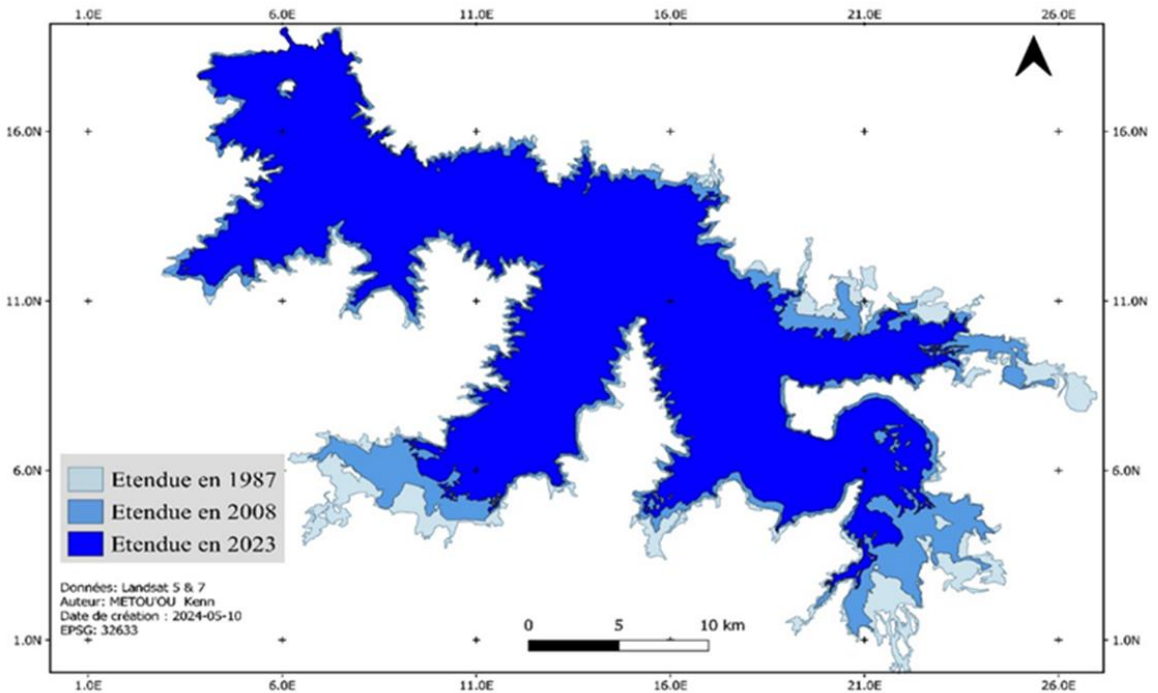 1.0E 6.0E 11.0E 16.0E 21.0E 26.0E
16.0N 16.0N
11.0N 11.0N
6.0N 6.0N
Etendue en 1987
Etendue en 2008
Etendue en 2023
Données: Landsat 5 & 7
Auteur: METOU'OU Kenn
Date de création : 2024-05-10
EPSG: 32633
0 5 10 km
1.0N 1.0N
1.0E 6.0E 11.0E 16.0E 21.0E 26.0E